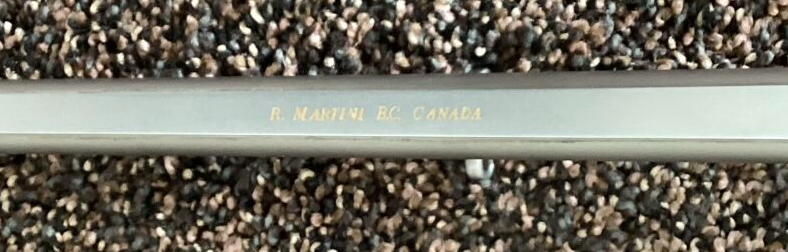 R. MARTINI B.C. CANADA